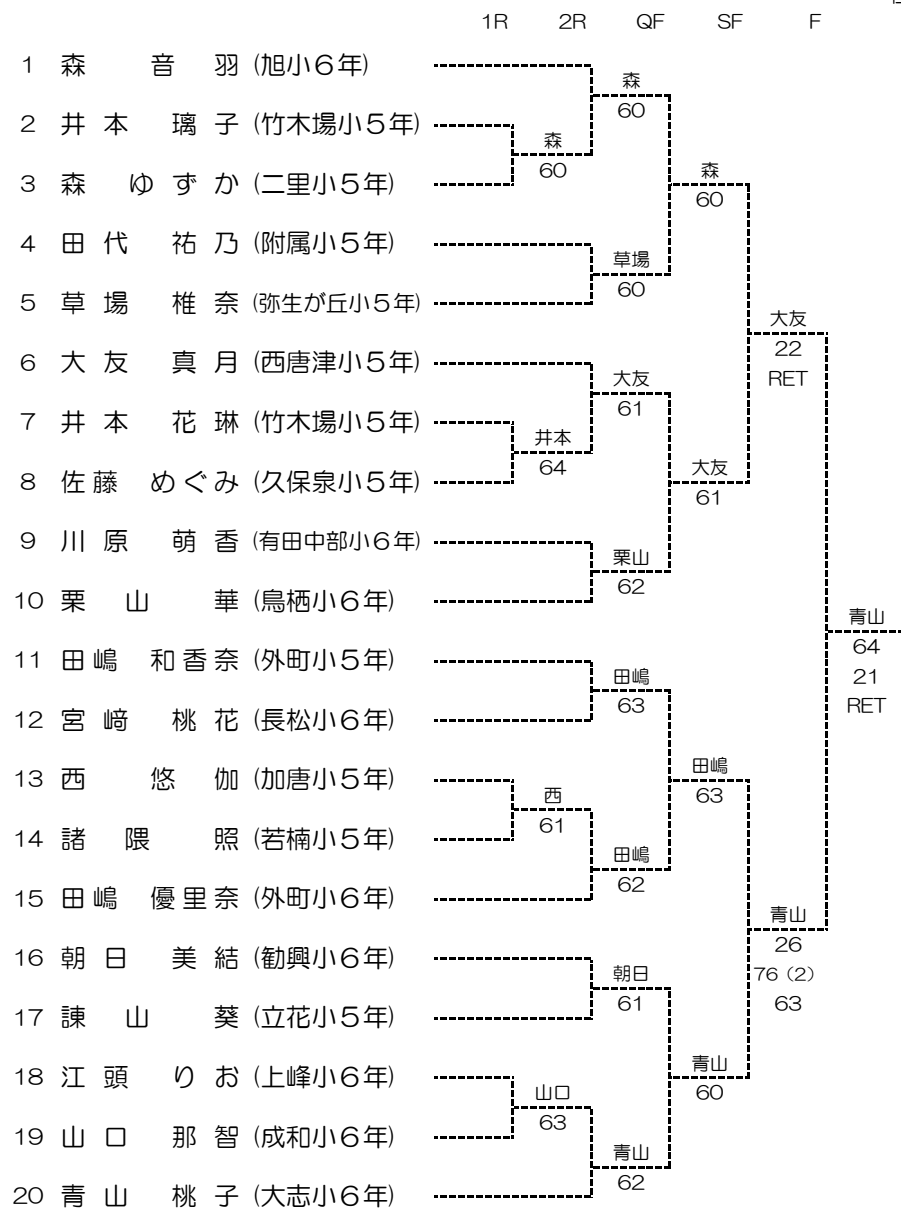 1R 2R QF SF F
1 森 音 羽 (旭小6年)
2 井 本 璃 子 (竹木場小5年)
3 森 ゆ ず か (二里小5年)
4 田 代 祐 乃 (附属小5年)
5 草 場 椎 奈 (弥生が丘小5年)
6 大 友 真 月 (西唐津小5年)
7 井 本 花 琳 (竹木場小5年)
8 佐 藤 め ぐ み (久保泉小5年)
9 川 原 萌 香 (有田中部小6年)
10 栗 山 華 (鳥栖小6年)
11 田 嶋 和 香 奈 (外町小5年)
12 宮 﨑 桃 花 (長松小6年)
13 西 悠 伽 (加唐小5年)
14 諸 隈 照 (若楠小5年)
15 田 嶋 優 里 奈 (外町小6年)
16 朝 日 美 結 (勧興小6年)
17 諌 山 葵 (立花小5年)
18 江 頭 り お (上峰小6年)
19 山 口 那 智 (成和小6年)
20 青 山 桃 子 (大志小6年)
森
60
井本
64
西
61
山口
63
森
60
草場
60
大友
61
栗山
62
田嶋
63
田嶋
62
朝日
61
青山
62
森
60
大友
61
田嶋
63
青山
60
大友
22
RET
青山
26
76（2）
63
青山
64
21
RET